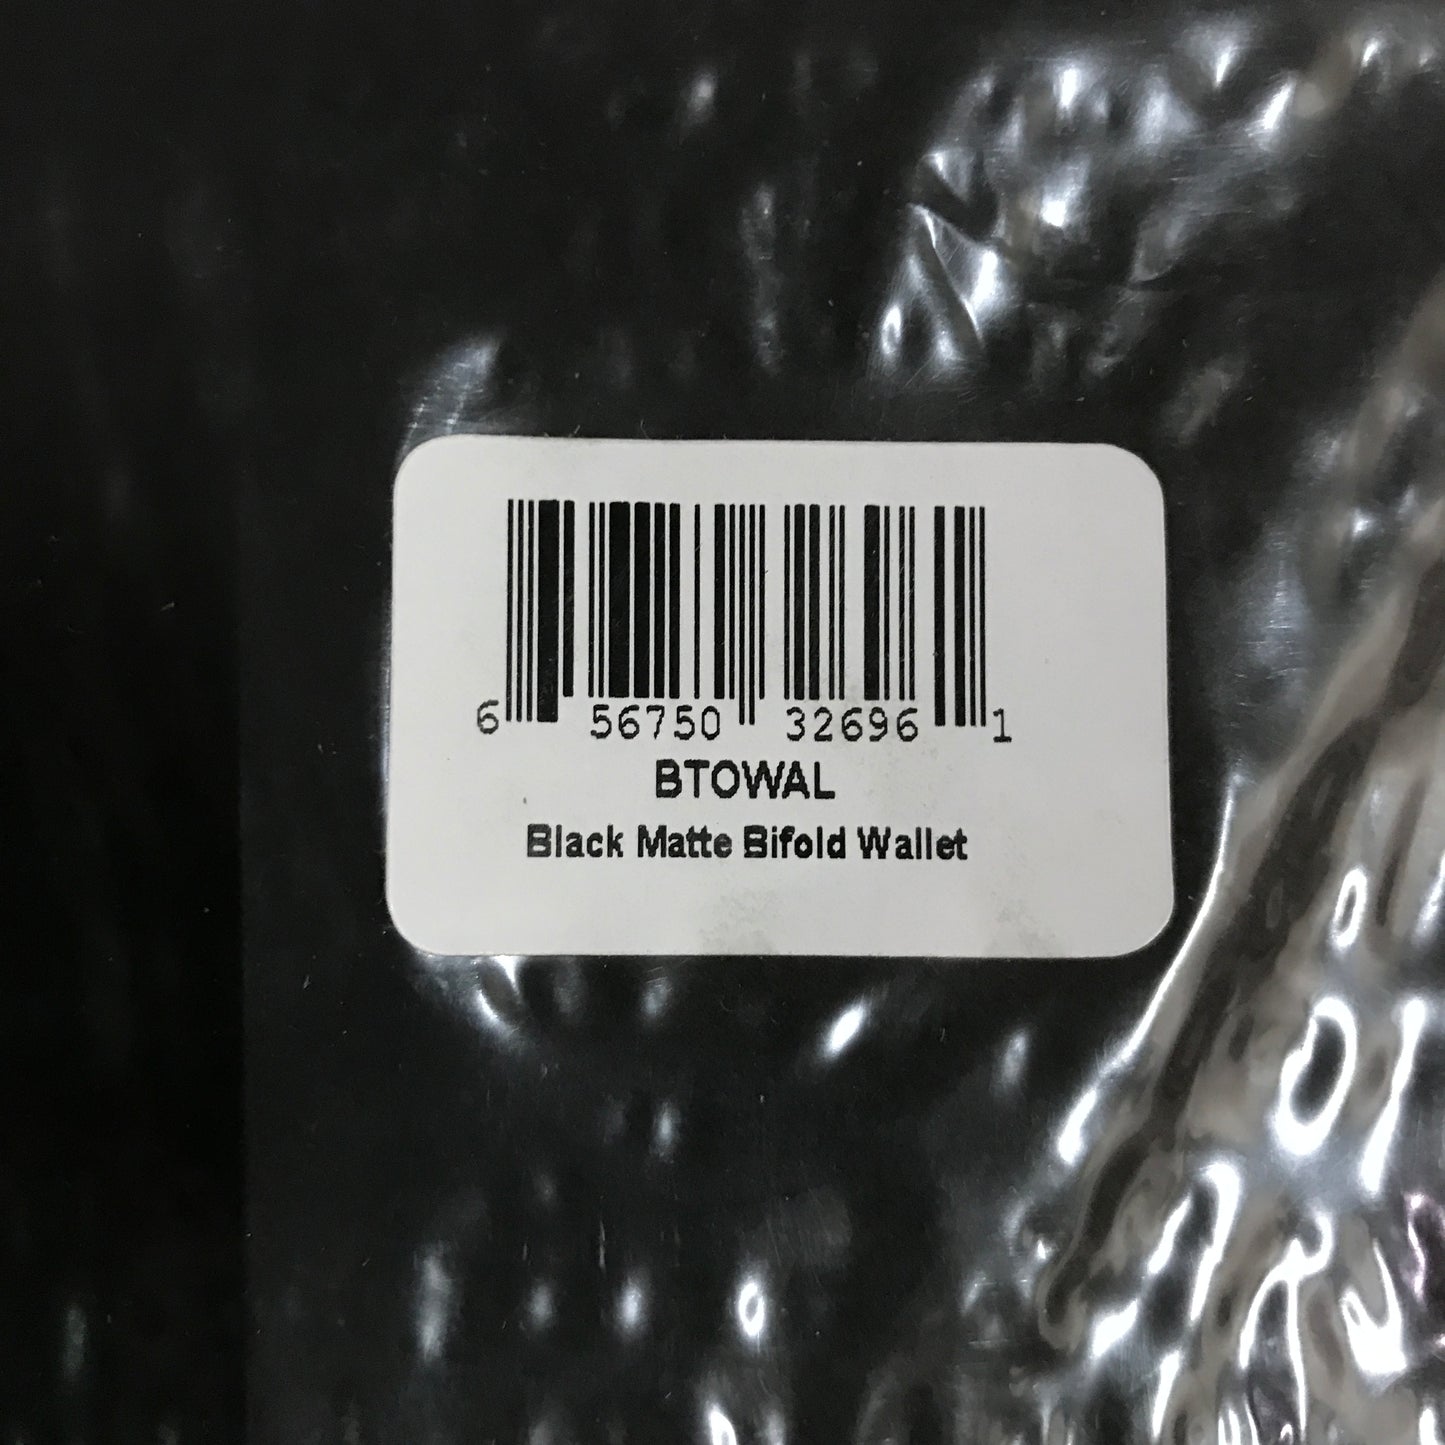 6 56750 32696 1
BTOWAL
Black Matte Bifold Wallet